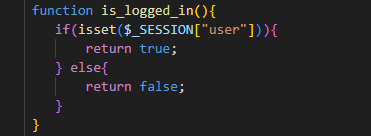 function is_logged_in(){
    if(isset($_SESSION["user"])){
        return true;
    } else{
        return false;
    }
}